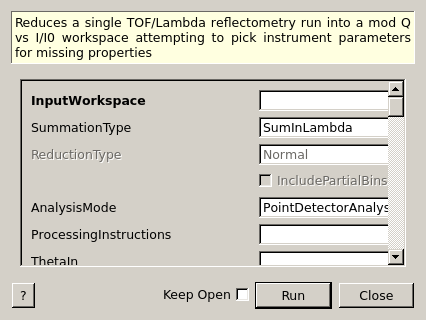 Reduces a single TOF/Lambda reflectometry run into a mod Q
vs I/I0 workspace attempting to pick instrument parameters
for missing properties
InputWorkspace
SummationType SumInLambda
ReductionType Normal
IncludePartialBins
AnalysisMode PointDetectorAnalys
ProcessingInstructions
ThetaIn
? Keep Open Run Close